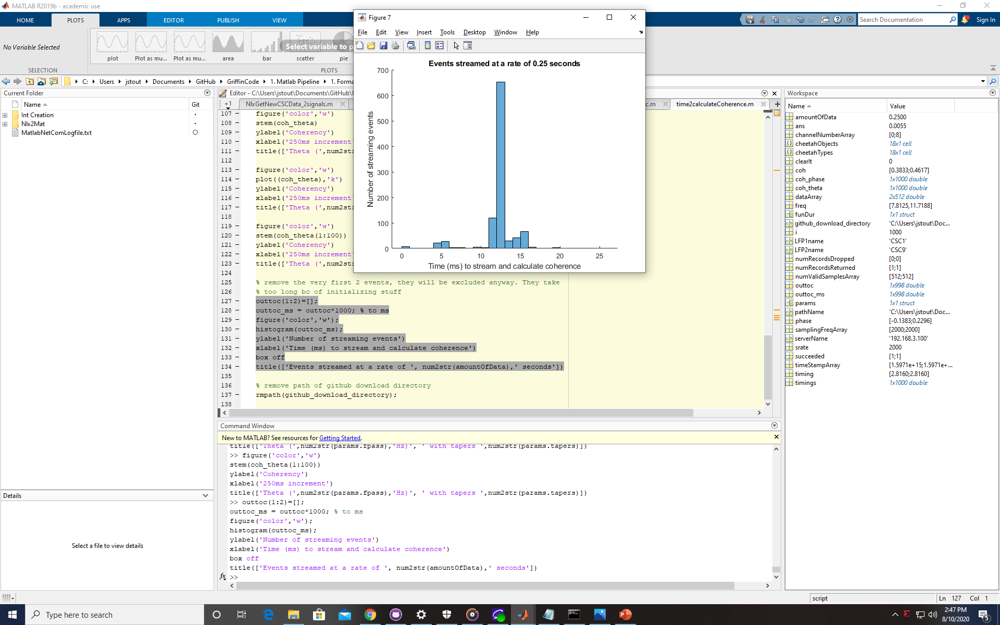 MATLAB R2019b - academic use
HOME PLOTS APPS EDITOR PUBLISH VIEW
Search Documentation
Sign In
No Variable Selected
plot Plot as mu... Plot as mu... area bar scatter pie
Select variable to p
SELECTION
PLOTS
C: Users jstout Documents GitHub GriffinCode 1. Matlab Pipeline 1. Forma
Current Folder
Name Git
Int Creation
Nlx2Mat
MatlabNetComLogfile.txt
Details
Select a file to view details
Editor - C:\Users\jstout\Documents\GitHub\
+1 NlxGetNewCSCData_2signals.m c.m time2calculateCoherence.m
107 figure('color','w')
108 stem(coh_theta)
109 ylabel('Coherency')
110 xlabel('250ms increment'
111 title(['Theta (',num2st
112
113 figure('color','w')
114 plot((coh_theta),'k')
115 ylabel('Coherency')
116 xlabel('250ms increment'
117 title(['Theta (',num2st
118
119 figure('color','w')
120 stem(coh_theta(1:100))
121 ylabel('Coherency')
122 xlabel('250ms increment'
123 title(['Theta (',num2st
124
125 % remove the very first 2 events, they will be excluded anyway. They take
126 % too long bc of initializing stuff
127 outtoc(1:2)=[];
128 outtoc_ms = outtoc*1000; % to ms
129 figure('color','w');
130 histogram(outtoc_ms);
131 ylabel('Number of streaming events')
132 xlabel('Time (ms) to stream and calculate coherence')
133 box off
134 title(['Events streamed at a rate of ', num2str(amountOfData),' seconds'])
135
136 % remove path of github download directory
137 rmpath(github_download_directory);
138
Figure 7
File Edit View Insert Tools Desktop Window Help
Events streamed at a rate of 0.25 seconds
Number of streaming events
700
600
500
400
300
200
100
0
0 5 10 15 20 25
Time (ms) to stream and calculate coherence
Command Window
New to MATLAB? See resources for Getting Started.
title(['Theta (',num2str(params.fpass),'Hz)', ' with tapers ',num2str(params.tapers)])
>> figure('color','w')
stem(coh_theta(1:100))
ylabel('Coherency')
xlabel('250ms increment')
title(['Theta (',num2str(params.fpass),'Hz)', ' with tapers ',num2str(params.tapers)])
>> outtoc(1:2)=[];
outtoc_ms = outtoc*1000; % to ms
figure('color','w');
histogram(outtoc_ms);
ylabel('Number of streaming events')
xlabel('Time (ms) to stream and calculate coherence')
box off
title(['Events streamed at a rate of ', num2str(amountOfData),' seconds'])
fx >>
Workspace
Name Value
amountOfData 0.2500
ans 0.0055
channelNumberArray [0;8]
cheetahObjects 18x1 cell
cheetahTypes 18x1 cell
clearIt 0
coh [0.3833;0.4617]
coh_phase 1x1000 double
coh_theta 1x1000 double
dataArray 2x512 double
freq [7.8125,11.7188]
funDur 1x1 struct
github_download_directory 'C:\Users\jstout\Doc...
i 1000
LFP1name 'CSC1'
LFP2name 'CSC9'
numRecordsDropped [0;0]
numRecordsReturned [1;1]
numValidSamplesArray [512;512]
outtoc 1x998 double
outtoc_ms 1x998 double
params 1x1 struct
pathName 'C:\Users\jstout\Doc...
phase [-0.1383;0.2296]
samplingFreqArray [2000;2000]
serverName '192.168.3.100'
srate 2000
succeeded [1;1]
timeStampArray [1.5971e+15;1.5971e+...
timing [2.8160;2.8160]
timings 1x1000 double
script Ln 127 Col 1
Type here to search
2:47 PM
8/10/2020
5